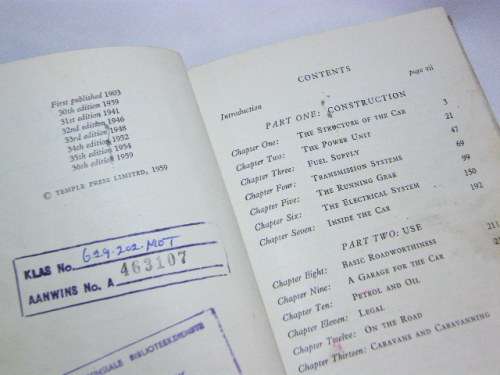 First published 1903
30th edition 1939
31st edition 1941
32nd edition 1946
33rd edition 1948
34th edition 1952
35th edition 1954
36th edition 1959
© TEMPLE PRESS LIMITED, 1959
KLAS No. 629.202.MOT
AANWINS No. A 463107
BIBLIOTEEKDIENSTE
CONTENTS
Introduction page vii
PART ONE: CONSTRUCTION
Chapter One: THE STRUCTURE OF THE CAR 3
Chapter Two: THE POWER UNIT 21
Chapter Three: FUEL SUPPLY 47
Chapter Four: TRANSMISSION SYSTEMS 69
Chapter Five: THE RUNNING GEAR 99
Chapter Six: THE ELECTRICAL SYSTEM 150
Chapter Seven: INSIDE THE CAR 192
PART TWO: USE
Chapter Eight: BASIC ROADWORTHINESS
Chapter Nine: A GARAGE FOR THE CAR
Chapter Ten: PETROL AND OIL
Chapter Eleven: LEGAL
Chapter Twelve: ON THE ROAD
Chapter Thirteen: CARAVANS AND CARAVANNING